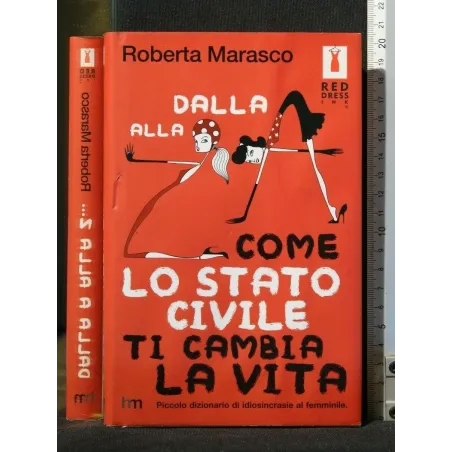 Roberta Marasco
RED
DRESS
INK
DALLA
ALLA
COME
LO STATO
CIVILE
TI CAMBIA
LA VITA
Piccolo dizionario di idiosincrasie al femminile.
hm
Roberta Marasco
DALLA A ALLA Z...